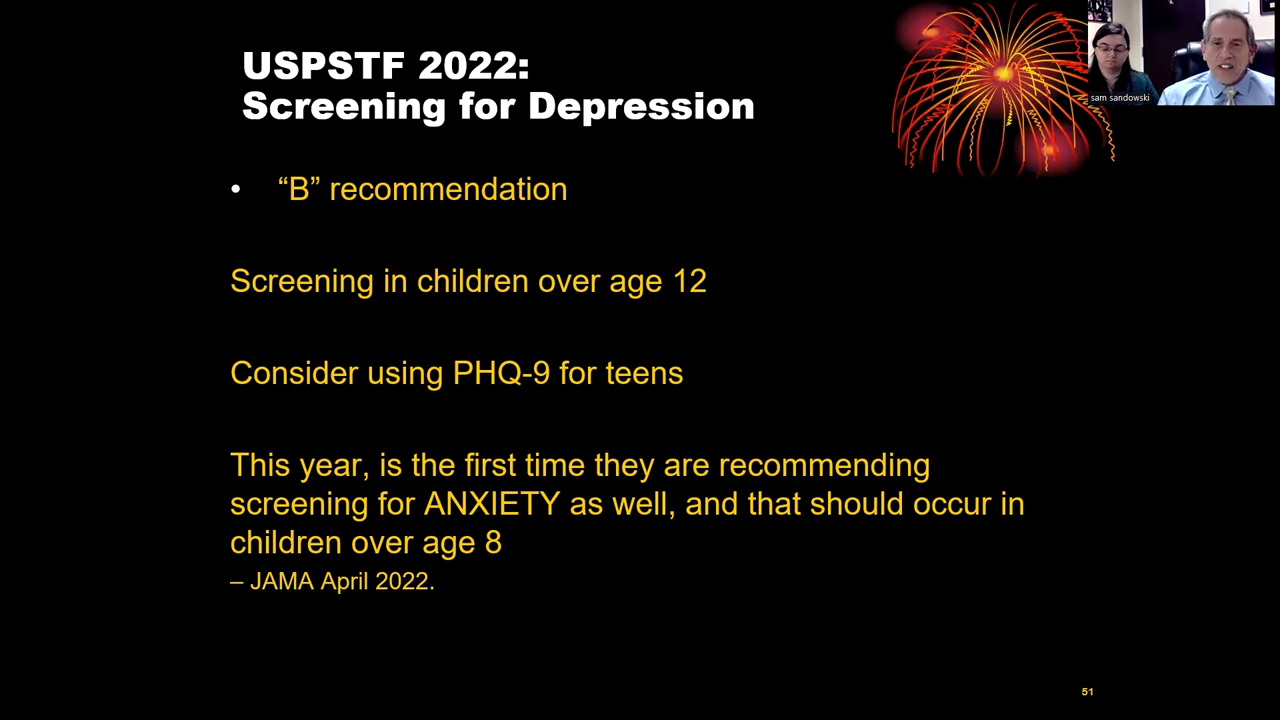 USPSTF 2022:
Screening for Depression
sam sandowski
• “B” recommendation
Screening in children over age 12
Consider using PHQ-9 for teens
This year, is the first time they are recommending
screening for ANXIETY as well, and that should occur in
children over age 8
– JAMA April 2022.
51